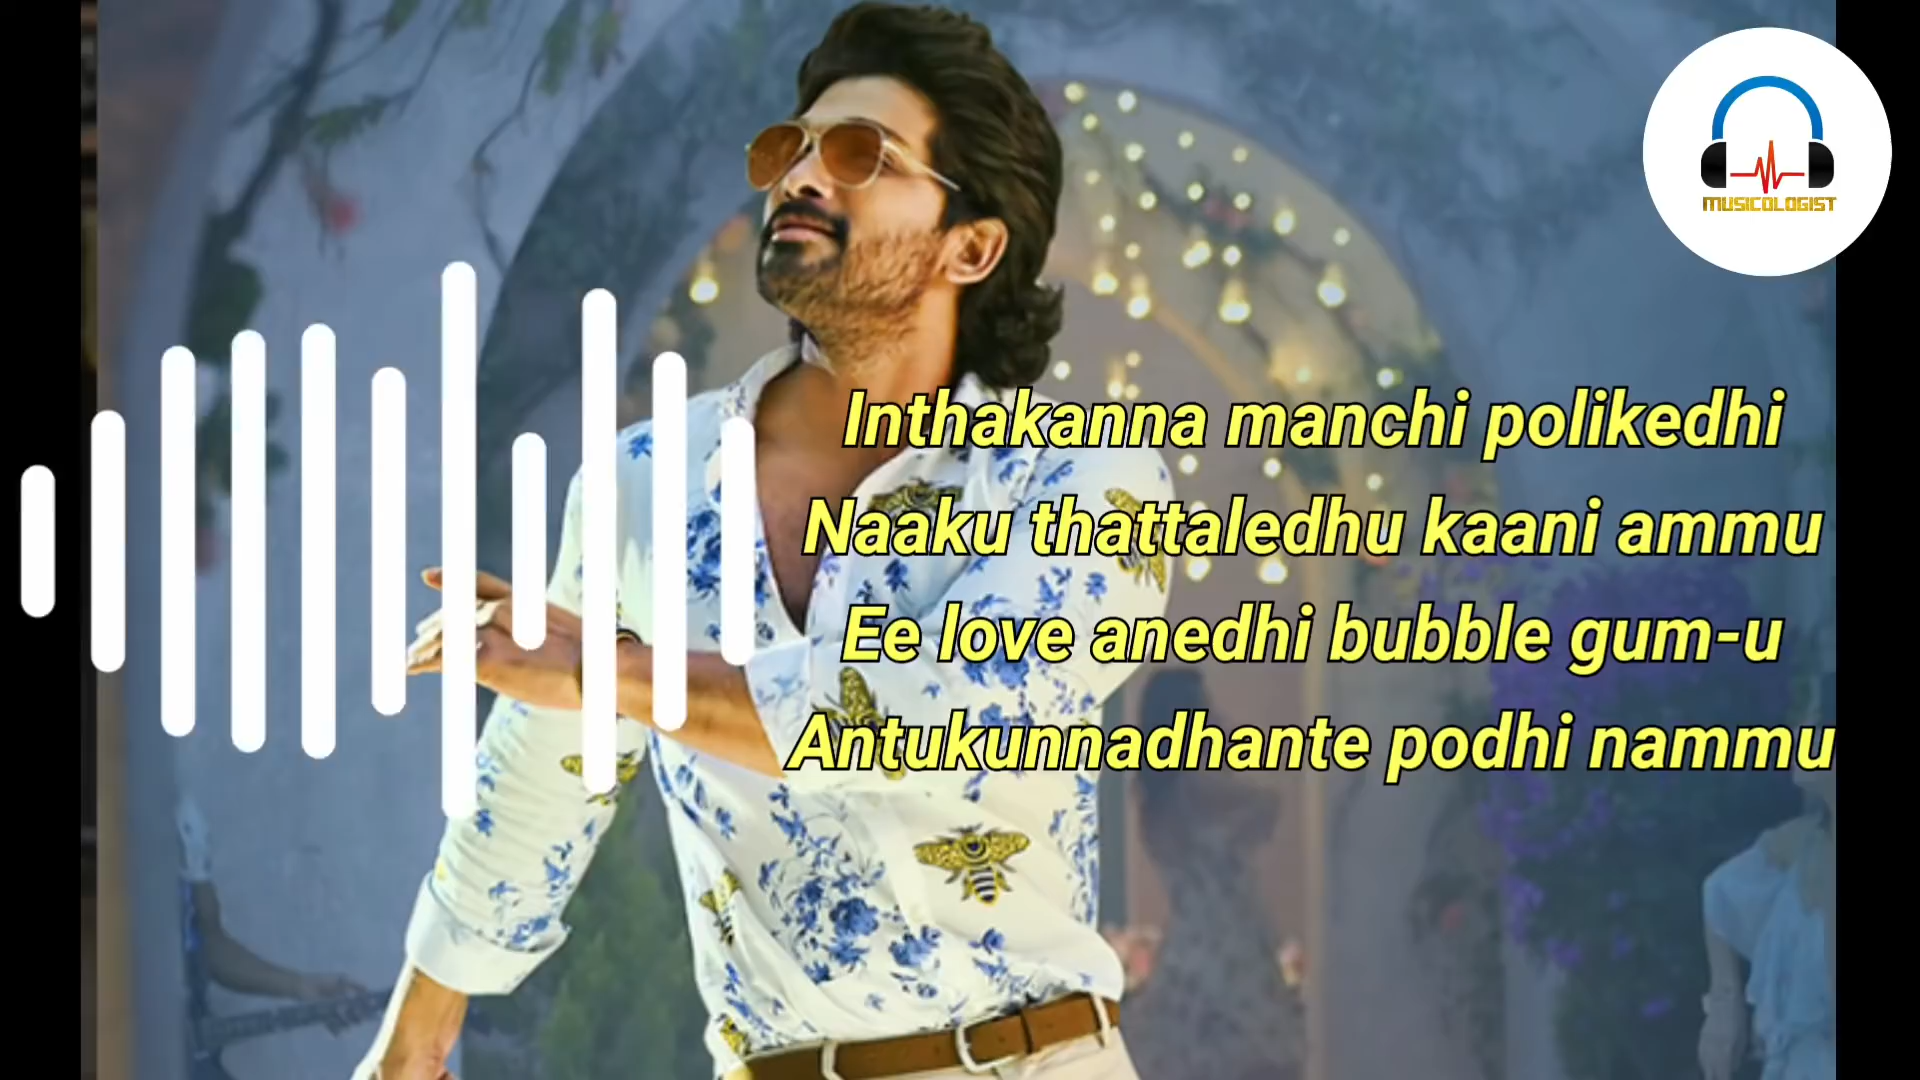 MUSICOLOGIST
Inthakanna manchi polikedhi
Naaku thattaledhu kaani ammu
Ee love anedhi bubble gum-u
Antukunnadhante podhi nammu